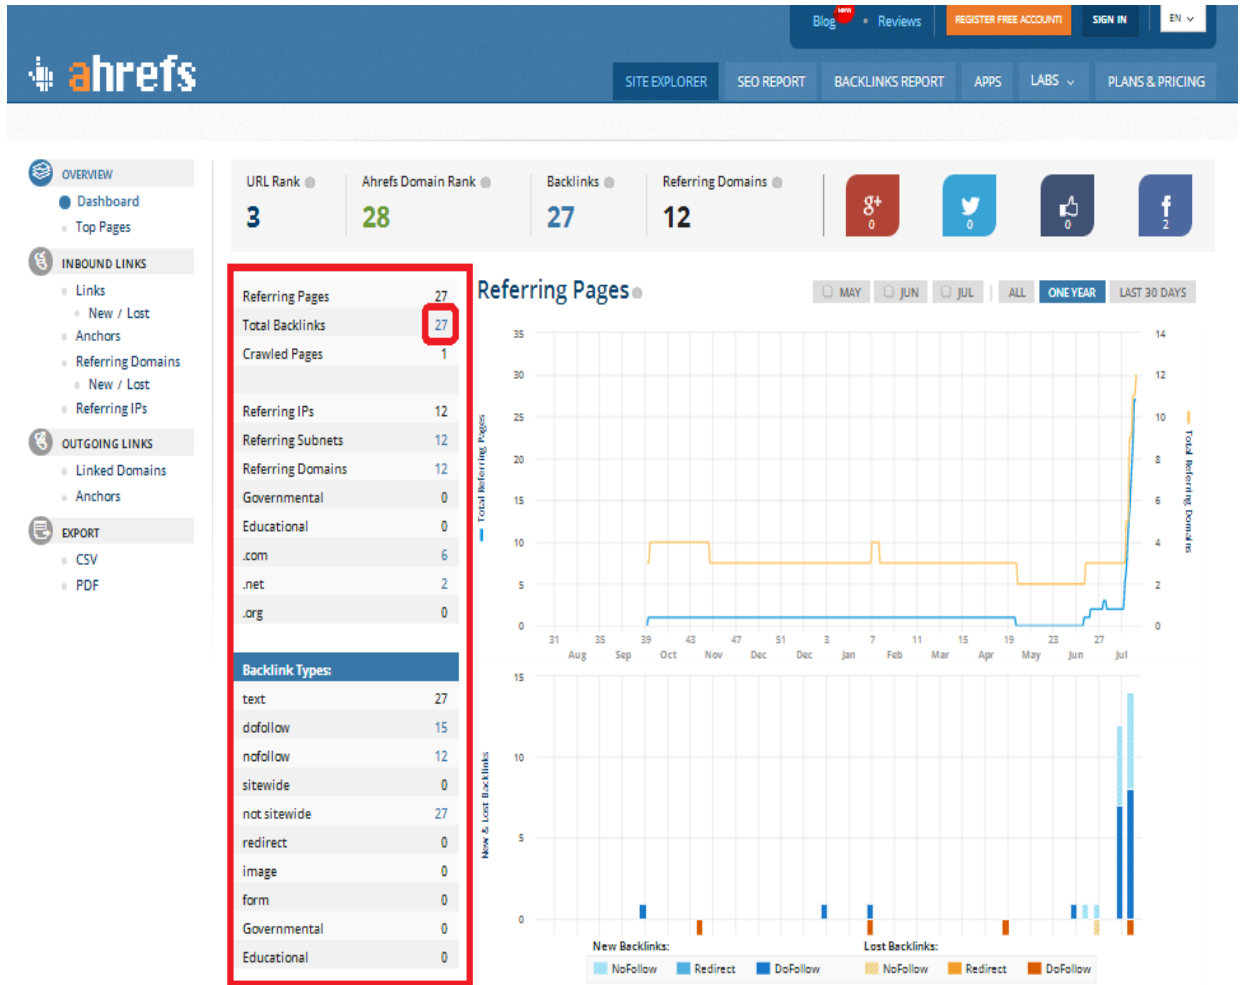 Blog NEW Reviews REGISTER FREE ACCOUNT! SIGN IN EN
ahrefs
SITE EXPLORER SEO REPORT BACKLINKS REPORT APPS LABS PLANS & PRICING
OVERVIEW
Dashboard
Top Pages
INBOUND LINKS
Links
New / Lost
Anchors
Referring Domains
New / Lost
Referring IPs
OUTGOING LINKS
Linked Domains
Anchors
EXPORT
CSV
PDF
URL Rank Ahrefs Domain Rank Backlinks Referring Domains
3 28 27 12
g+ 0 0 0 f 2
Referring Pages 27
Total Backlinks 27
Crawled Pages 1
Referring IPs 12
Referring Subnets 12
Referring Domains 12
Governmental 0
Educational 0
.com 6
.net 2
.org 0
Backlink Types:
text 27
dofollow 15
nofollow 12
sitewide 0
not sitewide 27
redirect 0
image 0
form 0
Governmental 0
Educational 0
Referring Pages
MAY JUN JUL ALL ONE YEAR LAST 30 DAYS
35 14
30 12
25 10
20 8
15 6
10 4
5 2
0 0
Total Referring Pages
Total Referring Domains
31 35 39 43 47 51 3 7 11 15 19 23 27
Aug Sep Oct Nov Dec Dec Jan Feb Mar Apr May Jun Jul
15
10
5
0
New & Lost Backlinks
New Backlinks: Lost Backlinks:
NoFollow Redirect DoFollow NoFollow Redirect DoFollow